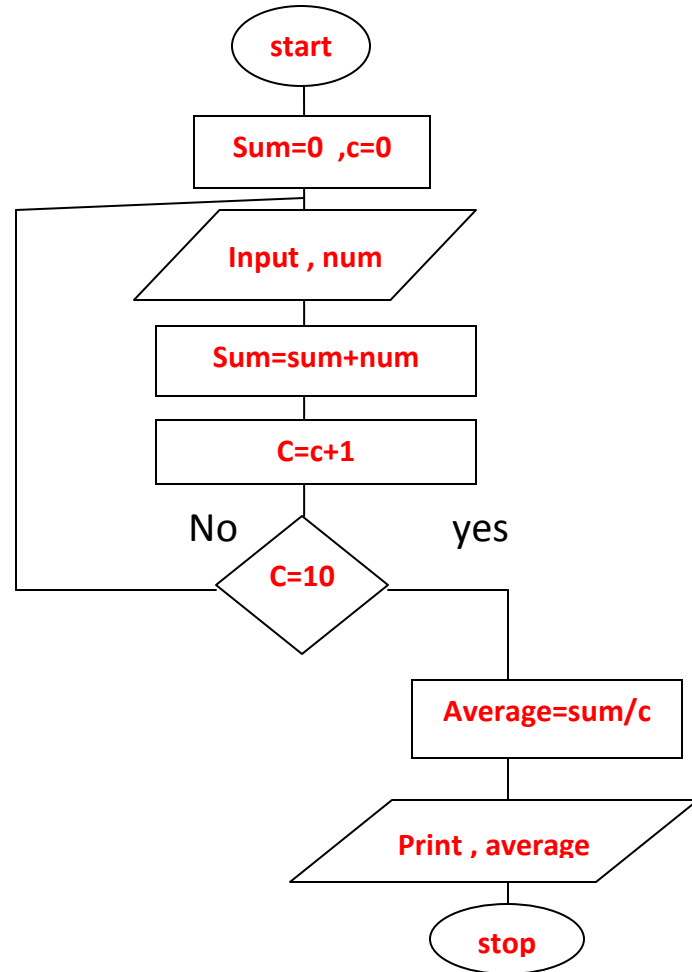 start
Sum=0 ,c=0
Input , num
Sum=sum+num
C=c+1
No
yes
C=10
Average=sum/c
Print , average
stop